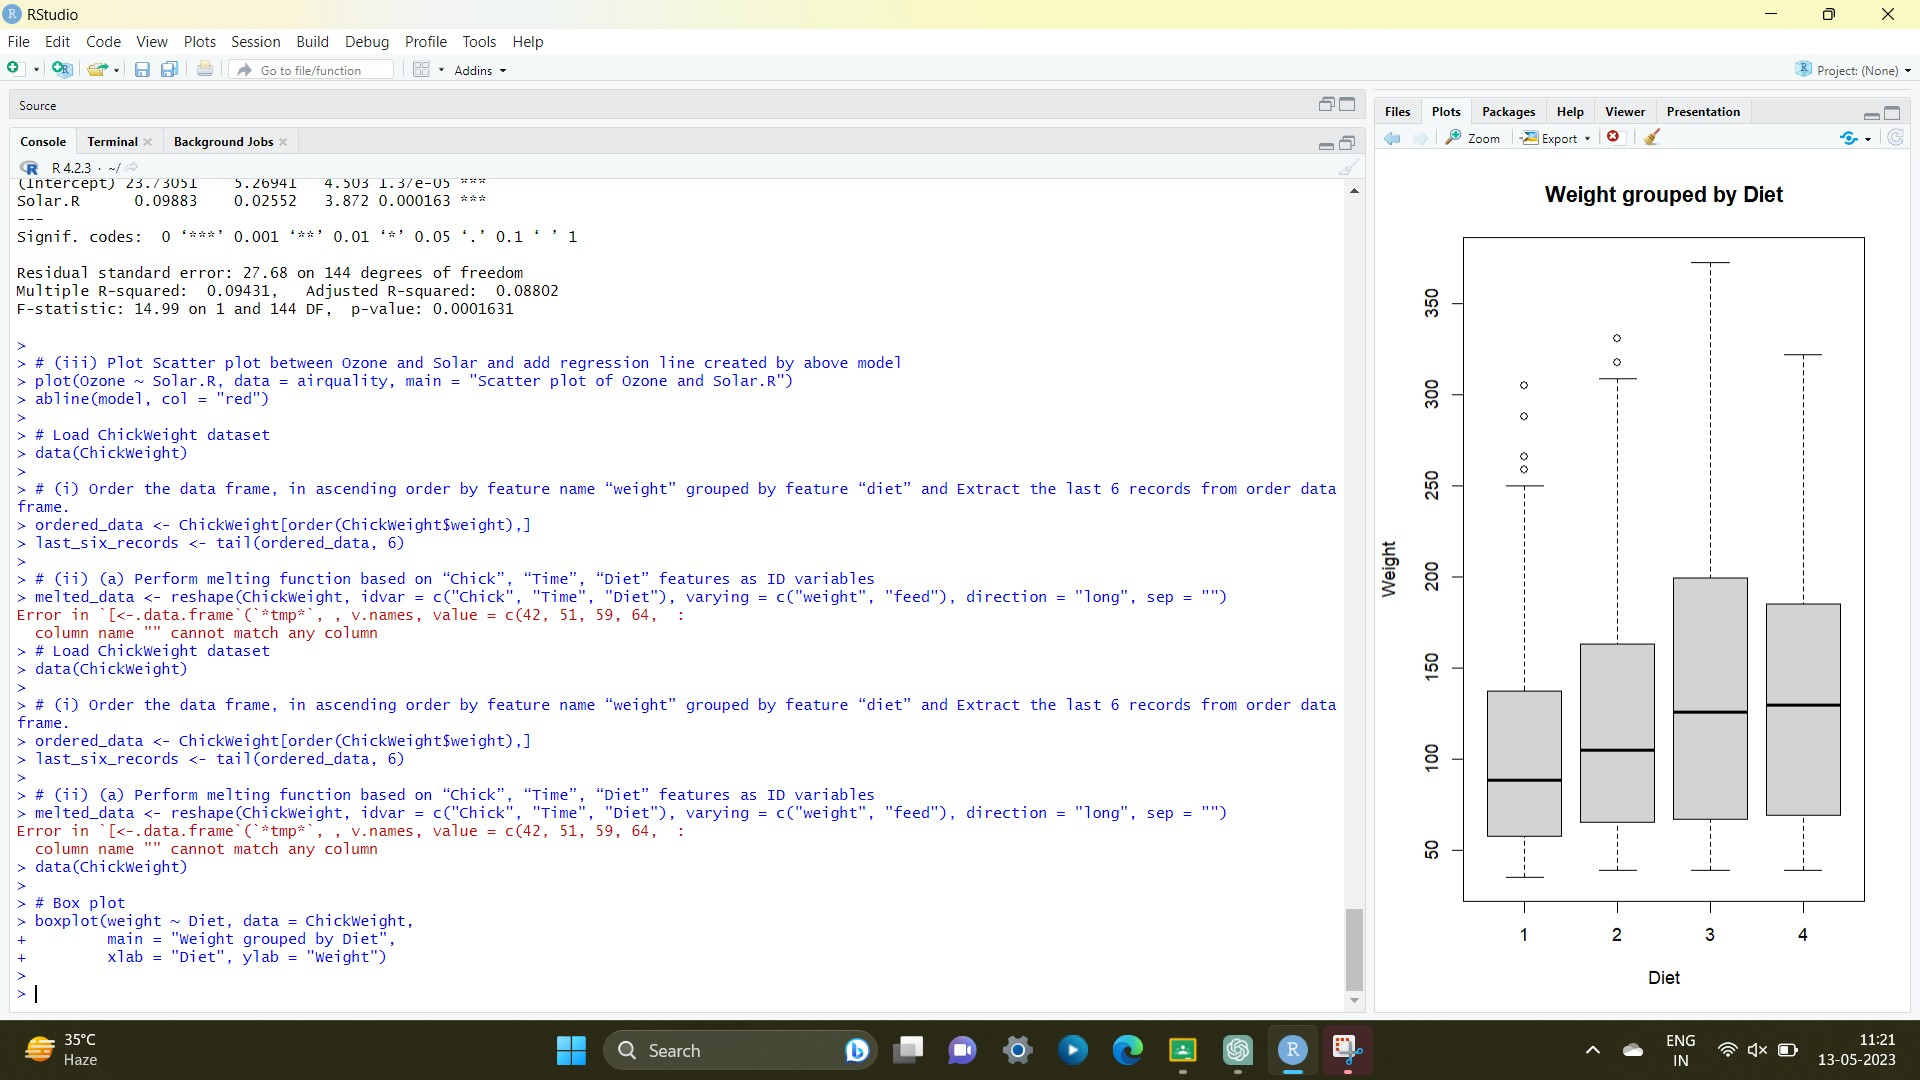 RStudio
File Edit Code View Plots Session Build Debug Profile Tools Help
Go to file/function Addins Project: (None)
Source
Console Terminal Background Jobs
R 4.2.3 · ~/
(Intercept) 23.73051 5.26941 4.503 1.37e-05 ***
Solar.R 0.09883 0.02552 3.872 0.000163 ***
---
Signif. codes: 0 ‘***’ 0.001 ‘**’ 0.01 ‘*’ 0.05 ‘.’ 0.1 ‘ ’ 1
Residual standard error: 27.68 on 144 degrees of freedom
Multiple R-squared: 0.09431, Adjusted R-squared: 0.08802
F-statistic: 14.99 on 1 and 144 DF, p-value: 0.0001631
>
> # (iii) Plot Scatter plot between Ozone and Solar and add regression line created by above model
> plot(Ozone ~ Solar.R, data = airquality, main = "Scatter plot of Ozone and Solar.R")
> abline(model, col = "red")
>
> # Load ChickWeight dataset
> data(ChickWeight)
>
> # (i) Order the data frame, in ascending order by feature name “weight” grouped by feature “diet” and Extract the last 6 records from order data
frame.
> ordered_data <- ChickWeight[order(ChickWeight$weight),]
> last_six_records <- tail(ordered_data, 6)
>
> # (ii) (a) Perform melting function based on “Chick”, “Time”, “Diet” features as ID variables
> melted_data <- reshape(ChickWeight, idvar = c("Chick", "Time", "Diet"), varying = c("weight", "feed"), direction = "long", sep = "")
Error in `[<-.data.frame`(`*tmp*`, , v.names, value = c(42, 51, 59, 64, :
column name "" cannot match any column
> # Load ChickWeight dataset
> data(ChickWeight)
>
> # (i) Order the data frame, in ascending order by feature name “weight” grouped by feature “diet” and Extract the last 6 records from order data
frame.
> ordered_data <- ChickWeight[order(ChickWeight$weight),]
> last_six_records <- tail(ordered_data, 6)
>
> # (ii) (a) Perform melting function based on “Chick”, “Time”, “Diet” features as ID variables
> melted_data <- reshape(ChickWeight, idvar = c("Chick", "Time", "Diet"), varying = c("weight", "feed"), direction = "long", sep = "")
Error in `[<-.data.frame`(`*tmp*`, , v.names, value = c(42, 51, 59, 64, :
column name "" cannot match any column
> data(ChickWeight)
>
> # Box plot
> boxplot(weight ~ Diet, data = ChickWeight,
+ main = "Weight grouped by Diet",
+ xlab = "Diet", ylab = "Weight")
>
>
Files Plots Packages Help Viewer Presentation
Zoom Export
Weight grouped by Diet
Weight
350
300
250
200
150
100
50
1 2 3 4
Diet
35°C
Haze
Search
ENG
IN
11:21
13-05-2023